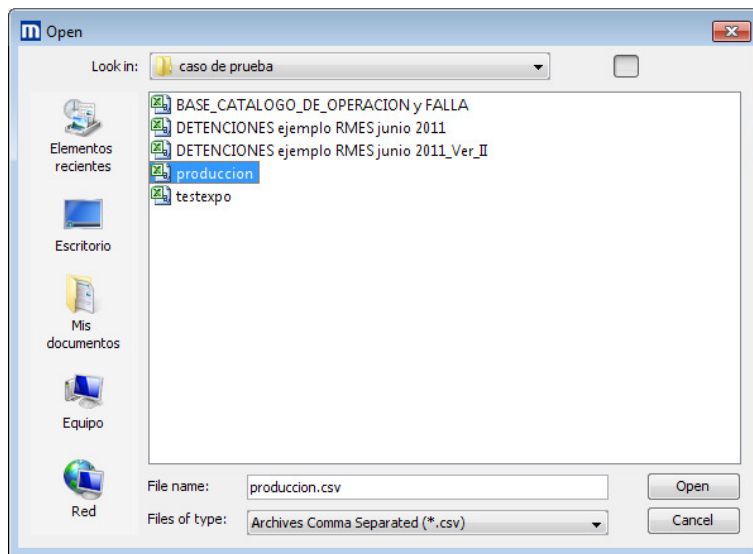 Open
Look in:
caso de prueba
Elementos
recientes
Escritorio
Mis
documentos
Equipo
Red
BASE_CATALOGO_DE_OPERACION y FALLA
DETENCIONES ejemplo RMES junio 2011
DETENCIONES ejemplo RMES junio 2011_Ver_II
produccion
testexpo
File name:
produccion.csv
Open
Files of type:
Archives Comma Separated (*.csv)
Cancel